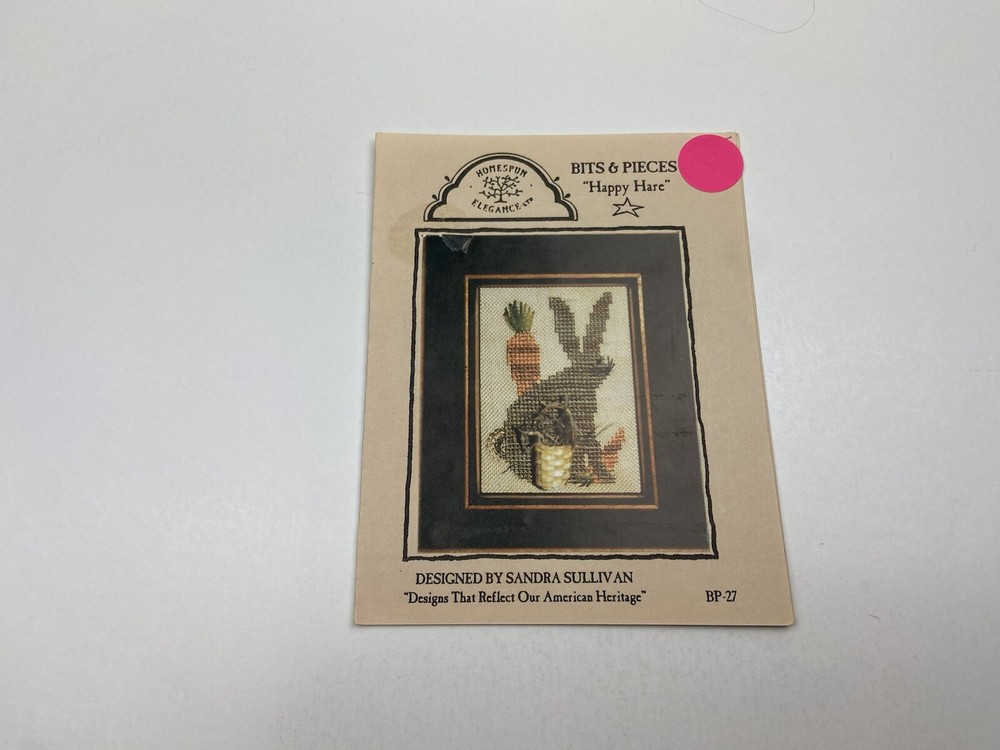 HOMESPUN
ELEGANCE LTD
BITS & PIECES
"Happy Hare"
DESIGNED BY SANDRA SULLIVAN
"Designs That Reflect Our American Heritage"
BP-27